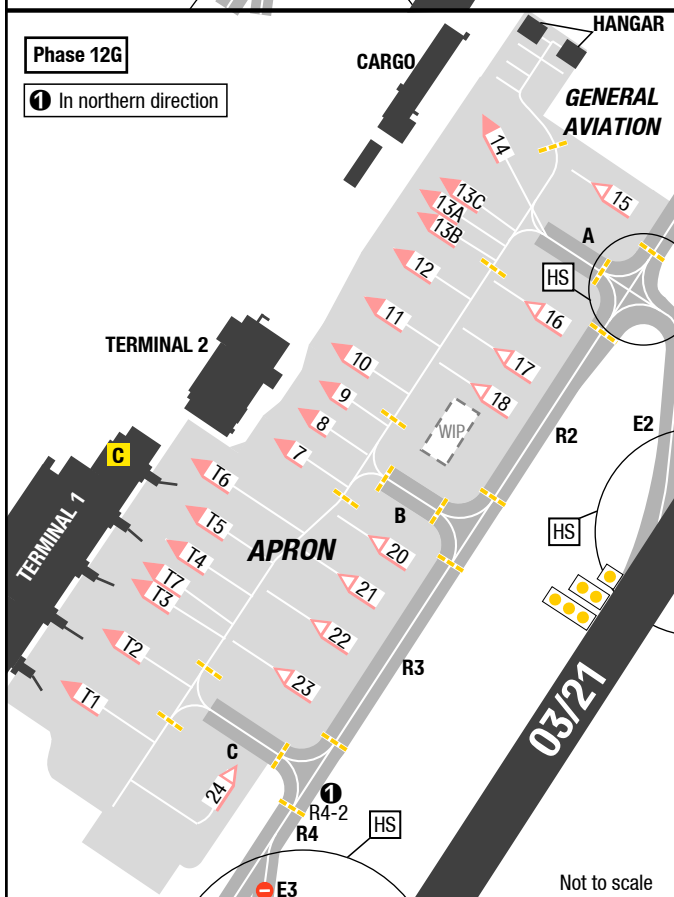 Phase 12G
❶ In northern direction
HANGAR
CARGO
GENERAL
AVIATION
14
15
13C
13A
13B
A
HS
12
16
11
TERMINAL 2
17
10
18
9
8
WIP
R2
E2
7
C
T6
B
HS
T5
APRON
20
TERMINAL 1
T4
21
T7
T3
22
T2
R3
23
T1
03/21
C
24
❶
R4-2
HS
R4
E3
Not to scale